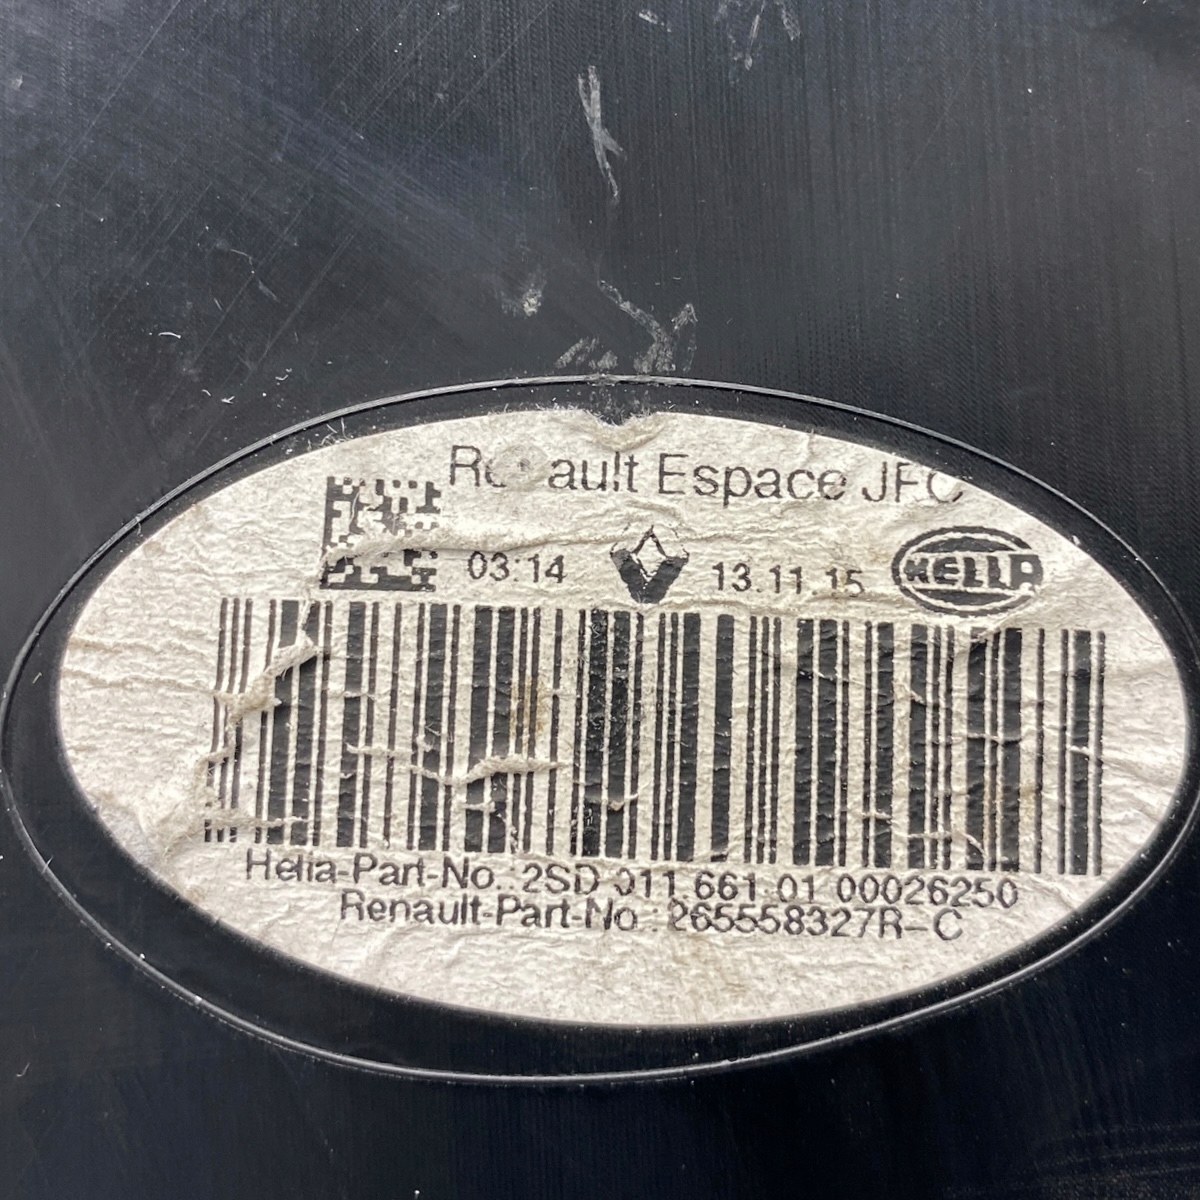 Renault Espace JFC
03:14 13.11.15 HELLA
Hella-Part-No.: 2SD 011 661 01 00026250
Renault-Part-No.: 265558327R-C